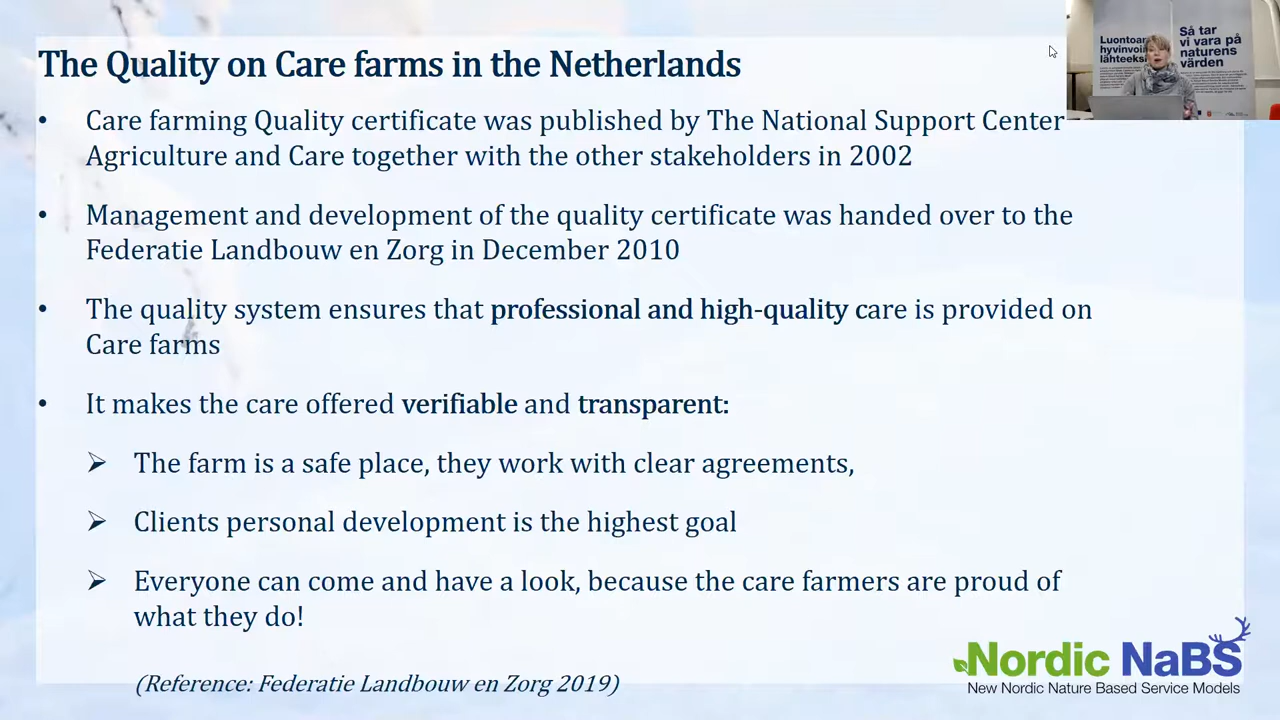 The Quality on Care farms in the Netherlands
• Care farming Quality certificate was published by The National Support Center
Agriculture and Care together with the other stakeholders in 2002
• Management and development of the quality certificate was handed over to the
Federatie Landbouw en Zorg in December 2010
• The quality system ensures that professional and high-quality care is provided on
Care farms
• It makes the care offered verifiable and transparent:
➢ The farm is a safe place, they work with clear agreements,
➢ Clients personal development is the highest goal
➢ Everyone can come and have a look, because the care farmers are proud of
what they do!
(Reference: Federatie Landbouw en Zorg 2019)
Nordic NaBS
New Nordic Nature Based Service Models
Så tar
vi vara på
naturens
värden